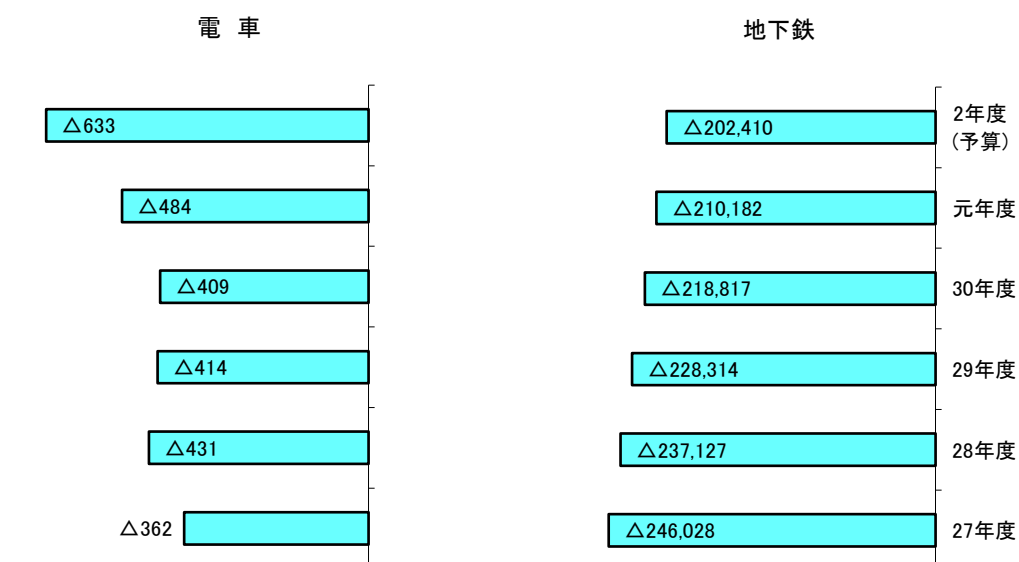 電　車
地下鉄
△633
△202,410
2年度
(予算)
△484
△210,182
元年度
△409
△218,817
30年度
△414
△228,314
29年度
△431
△237,127
28年度
△362
△246,028
27年度